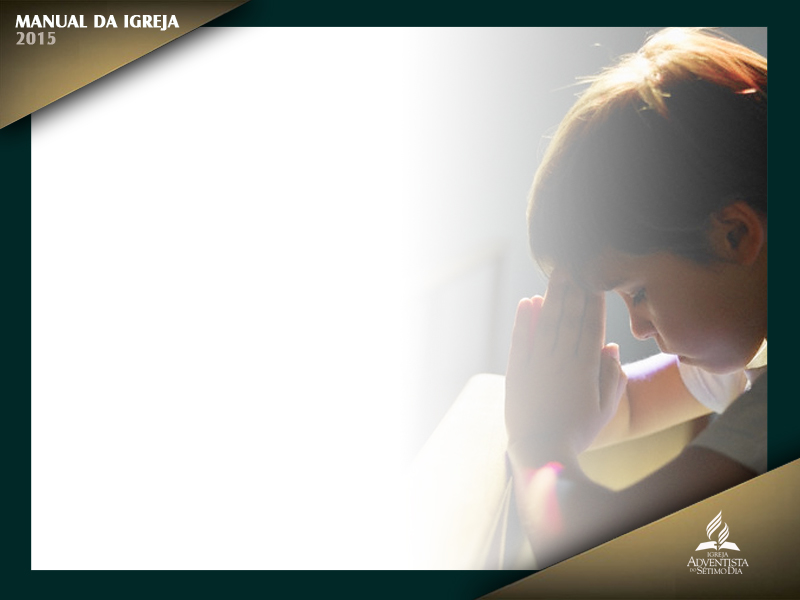 MANUAL DA IGREJA
2015
IGREJA
ADVENTISTA
DO SÉTIMO DIA